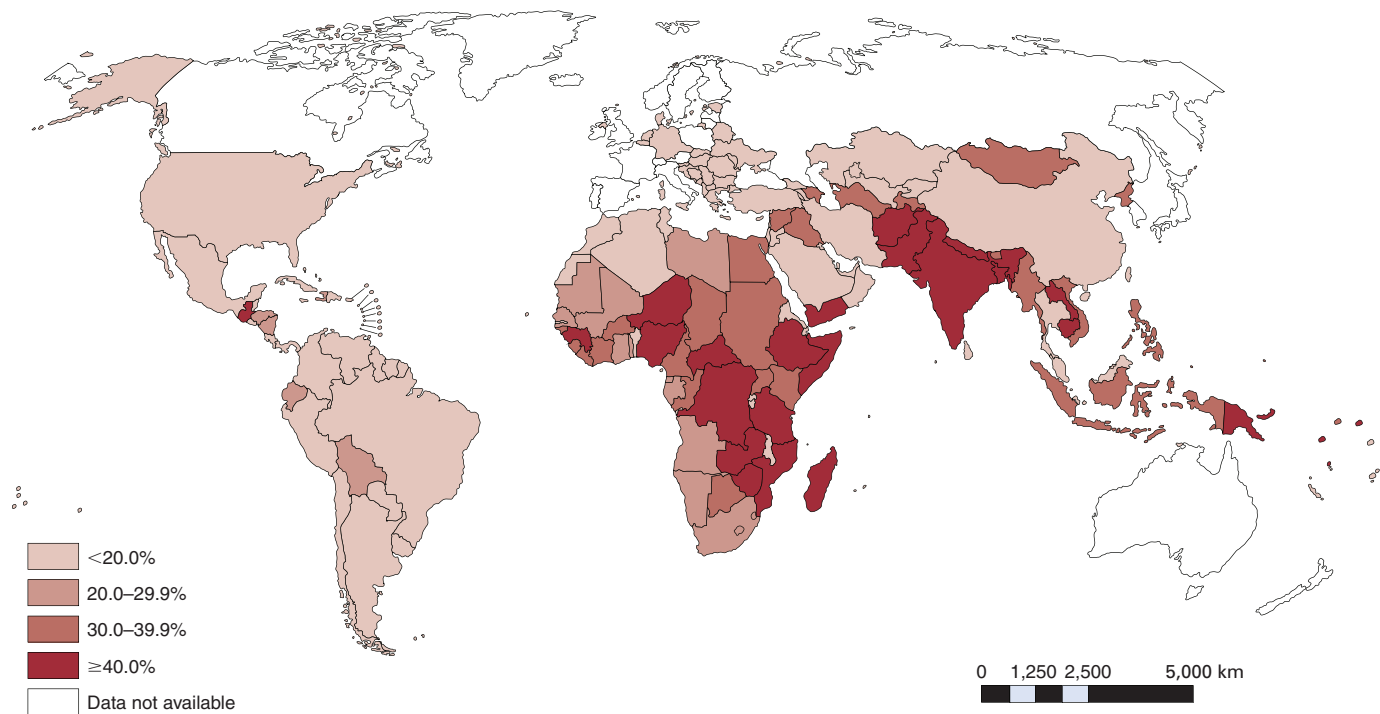 <20.0%
20.0–29.9%
30.0–39.9%
≥40.0%
Data not available
0 1,250 2,500 5,000 km